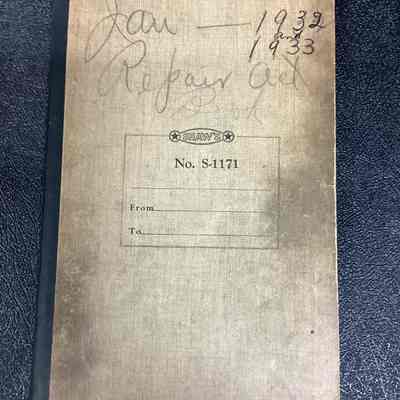 Jan — 1932
and
1933
Repair Act
Book
SHAW'S
No. S-1171
From
To